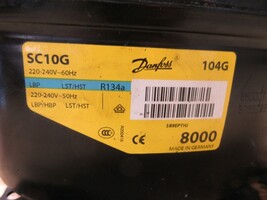 SC10G
Danfoss
104G
220-240V~60Hz
LBP LST/HST R134a
220-240V~50Hz
LBP/HBP LST/HST
CCC
CE
8000
MADE IN GERMANY